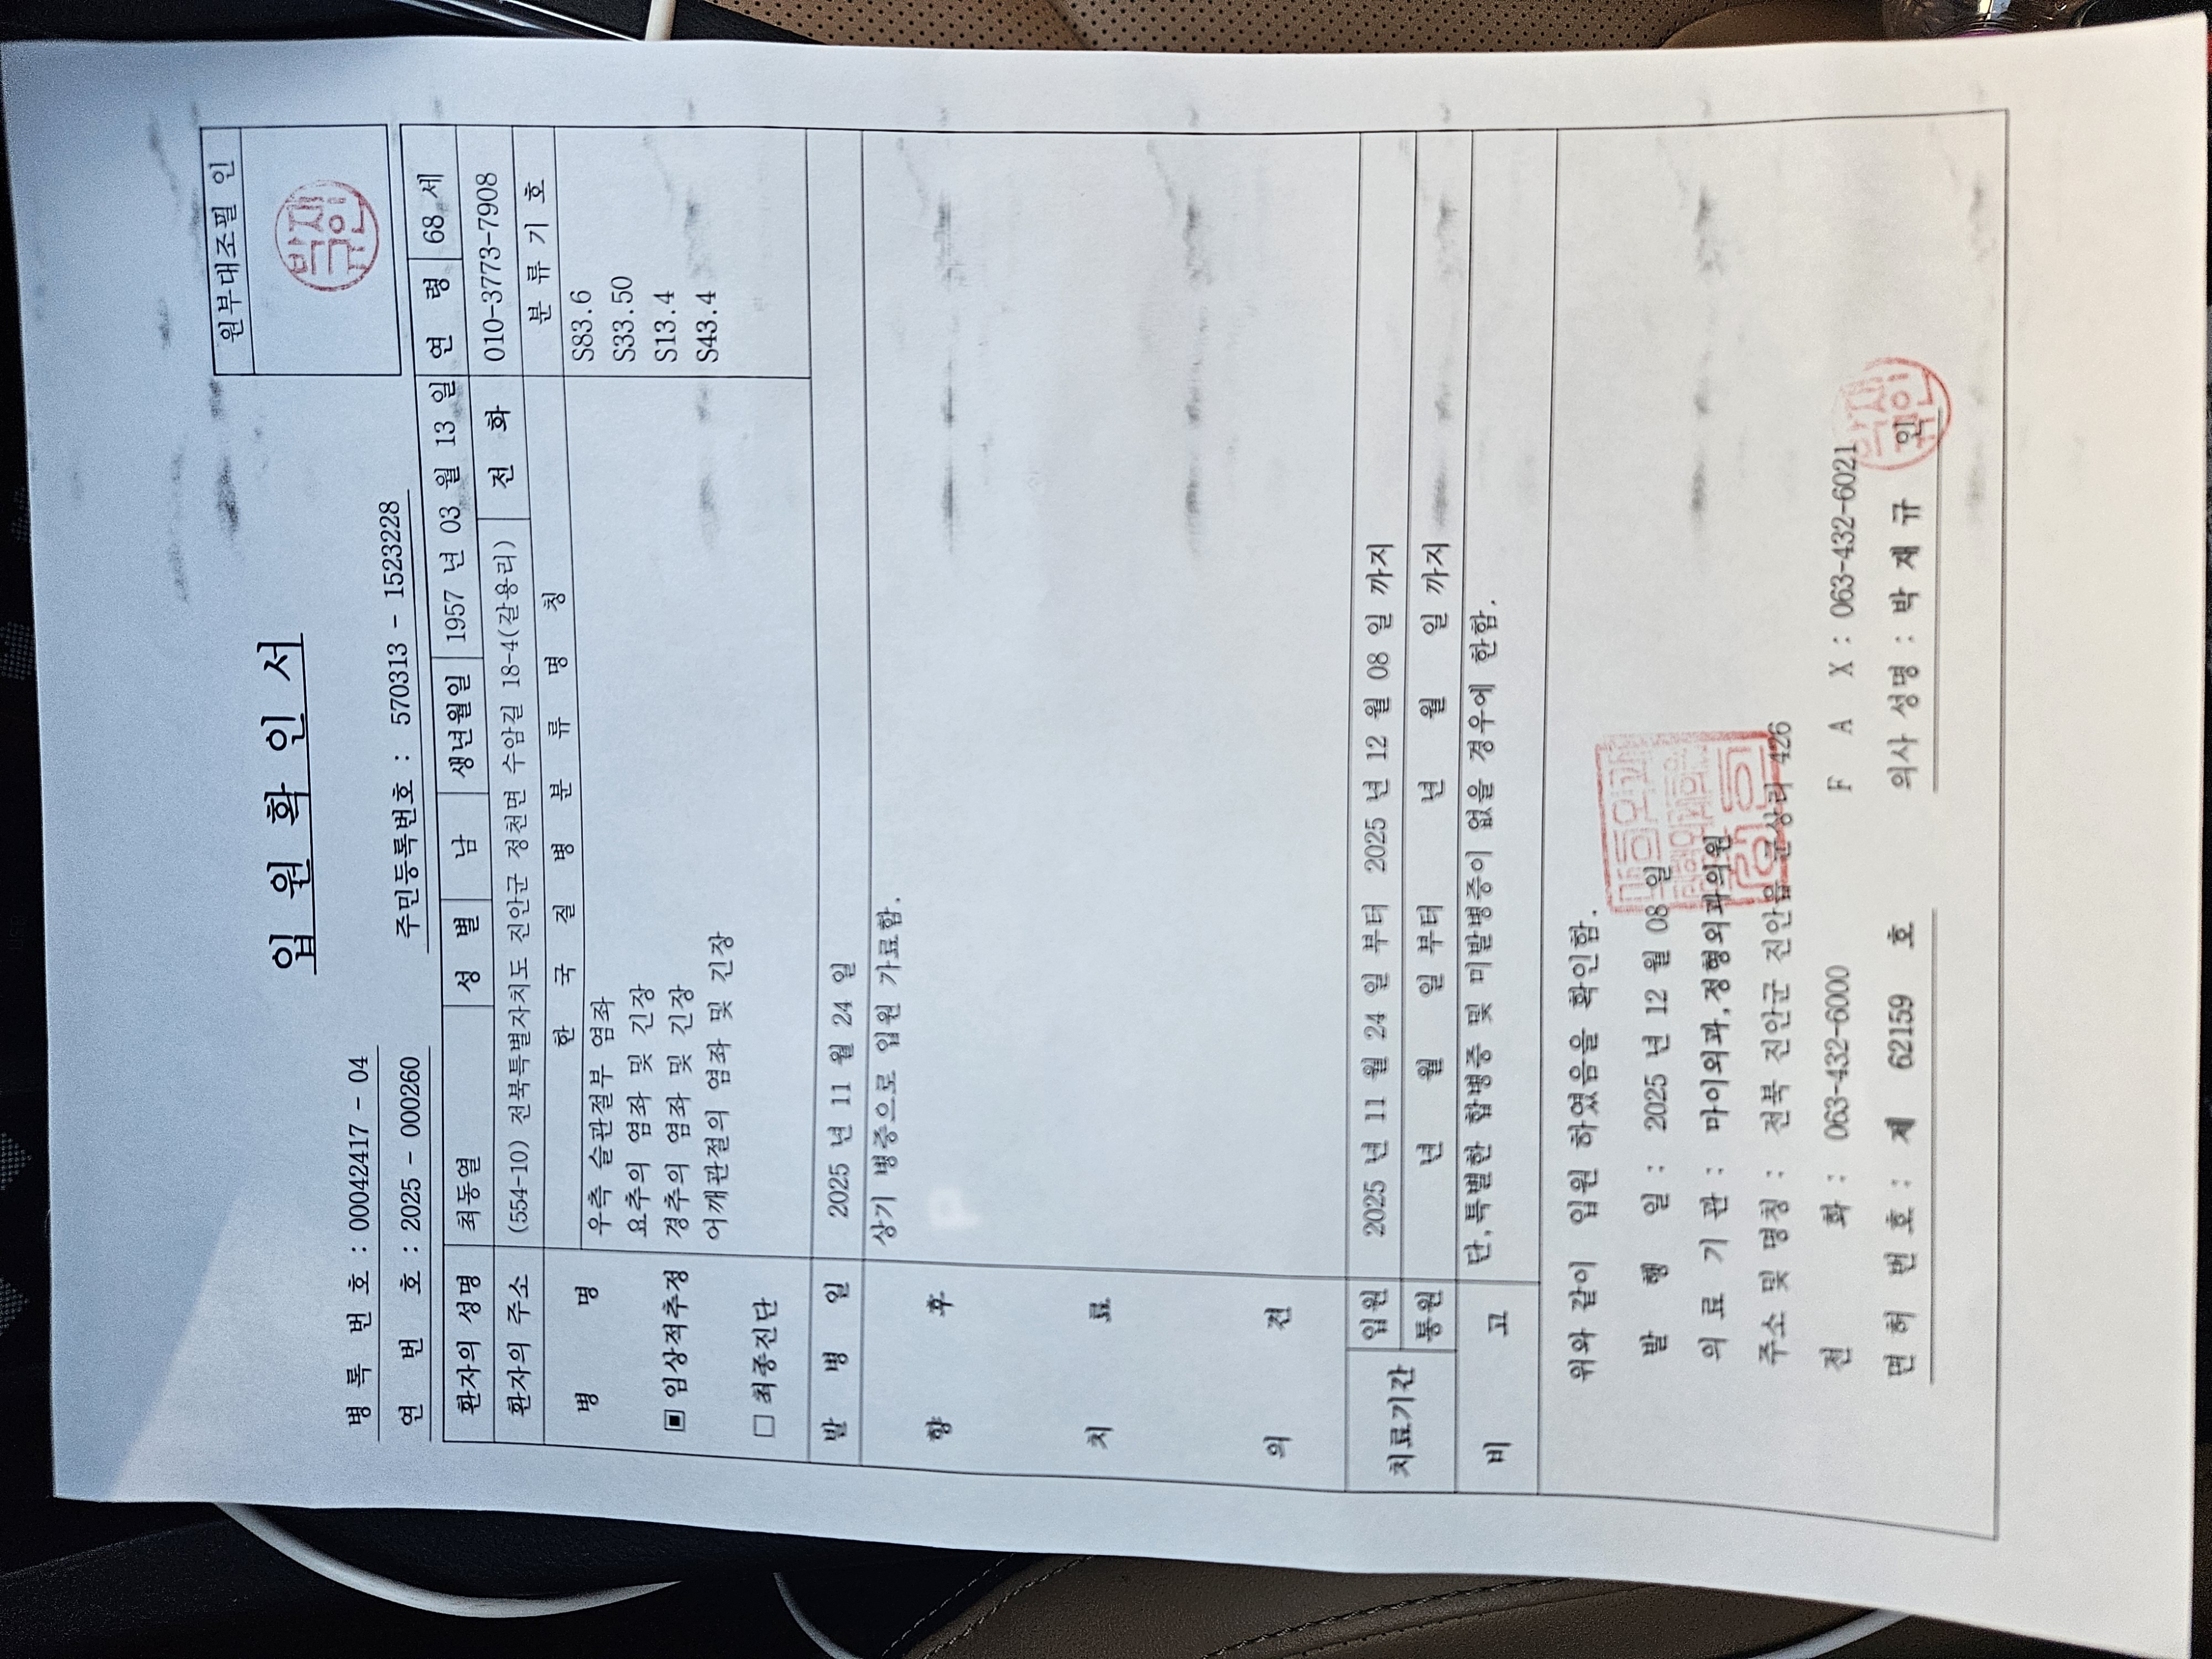 입 원 확 인 서
원부대조필 인
박재규인
병 록 번 호 : 00042417 - 04
연 번 호 : 2025 - 000260
주민등록번호 : 570313 - 1523228
환자의 성명 최동열 성 별 남 생년월일 1957 년 03 월 13 일 연 령 68 세
환자의 주소 (554-10) 전북특별자치도 진안군 정천면 수암길 18-4(갈용리) 전 화 010-3773-7908
병 명 한 국 질 병 분 류 명 칭 분 류 기 호
우측 슬관절부 염좌 S83.6
요추의 염좌 및 긴장 S33.50
▣ 임상적추정 경추의 염좌 및 긴장 S13.4
어깨관절의 염좌 및 긴장 S43.4
□ 최종진단
발 병 일 2025 년 11 월 24 일
상기 병증으로 입원 가료함.
향 후
치 료
의 견
치료기간 입원 2025 년 11 월 24 일 부터 2025 년 12 월 08 일 까지
통원 년 월 일 부터 년 월 일 까지
비 고 단,특별한 합병증 및 미발병증이 없을 경우에 한함.
위와 같이 입원 하였음을 확인함.
발 행 일 : 2025 년 12 월 08 일
의 료 기 관 : 마이외과,정형외과의원
주소 및 명칭 : 전북 진안군 진안읍 군상리 426
전 화 : 063-432-6000 F A X : 063-432-6021
면 허 번 호 : 제 62159 호 의사 성명 : 박 재 규 인
박재규인